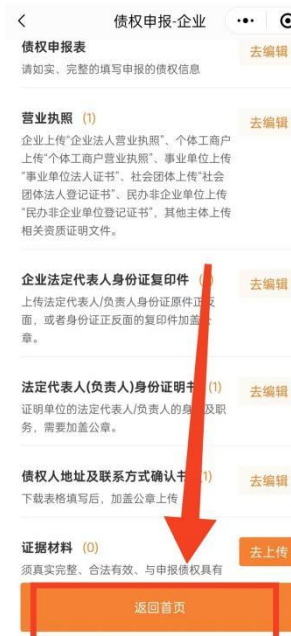 债权申报-企业
债权申报表
去编辑
请如实、完整的填写申报的债权信息
营业执照 (1)
去编辑
企业上传“企业法人营业执照”、个体工商户
上传“个体工商户营业执照”、事业单位上传
“事业单位法人证书”、社会团体上传“社会
团体法人登记证书”、民办非企业单位上传
“民办非企业单位登记证书”，其他主体上传
相关资质证明文件。
企业法定代表人身份证复印件
去编辑
上传法定代表人/负责人身份证原件正反
面，或者身份证正反面的复印件加盖
章。
法定代表人(负责人)身份证明书 (1)
去编辑
证明单位的法定代表人/负责人的身 及职
务，需要加盖公章。
债权人地址及联系方式确认书 (1)
去编辑
下载表格填写后，加盖公章上传
证据材料 (0)
去上传
须真实完整、合法有效、与申报债权具有
返回首页